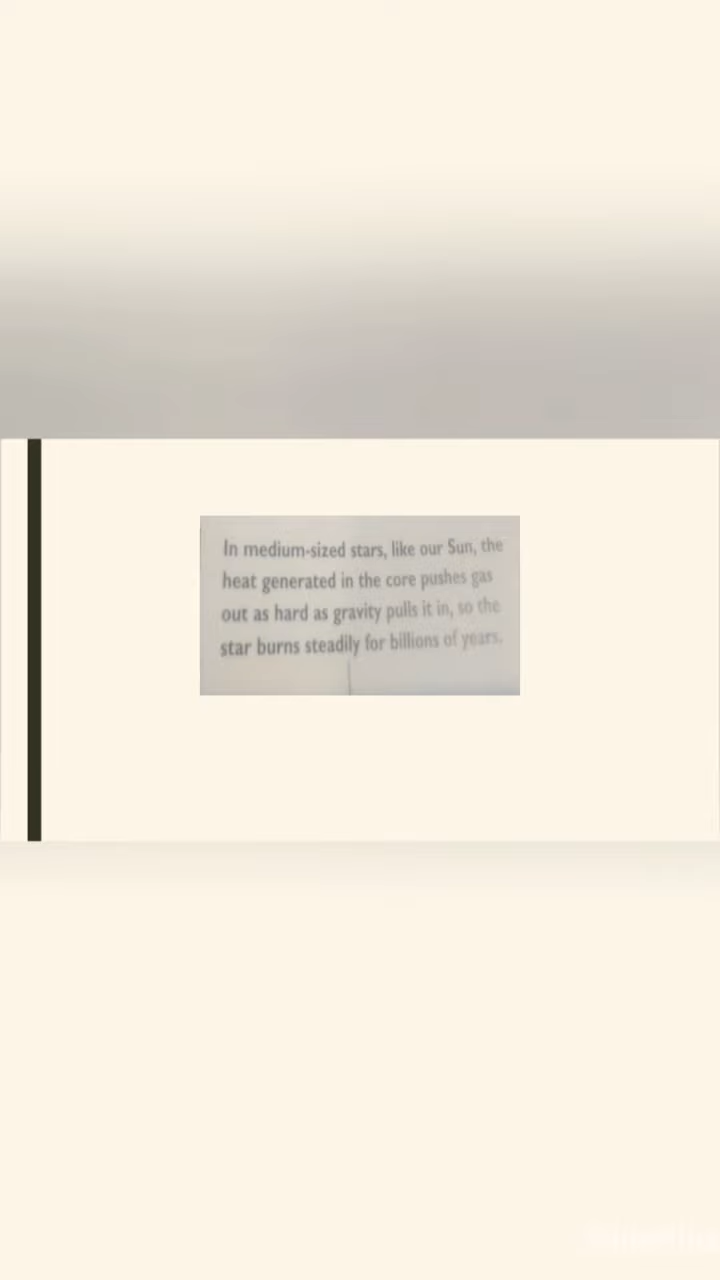 In medium-sized stars, like our Sun, the
heat generated in the core pushes gas
out as hard as gravity pulls it in, so the
star burns steadily for billions of years.